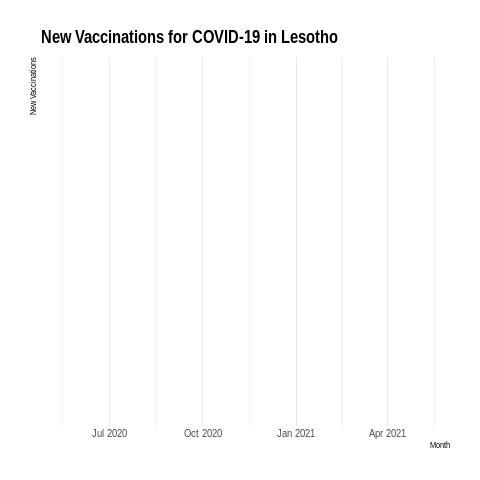 New Vaccinations for COVID-19 in Lesotho
New Vaccinations
Jul 2020
Oct 2020
Jan 2021
Apr 2021
Month